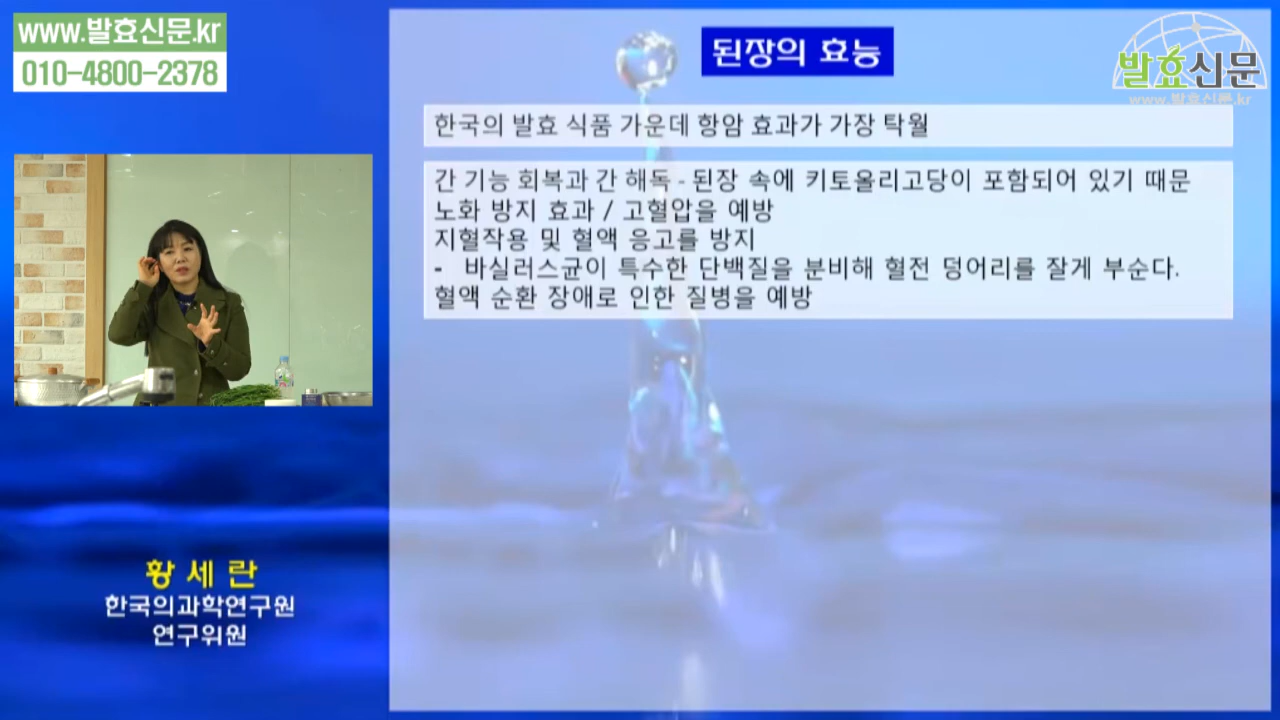 www.발효신문.kr
010-4800-2378
발효신문
www.발효신문.kr
된장의 효능
한국의 발효 식품 가운데 항암 효과가 가장 탁월
간 기능 회복과 간 해독 - 된장 속에 키토올리고당이 포함되어 있기 때문
노화 방지 효과 / 고혈압을 예방
지혈작용 및 혈액 응고를 방지
- 바실러스균이 특수한 단백질을 분비해 혈전 덩어리를 잘게 부순다.
혈액 순환 장애로 인한 질병을 예방
황 세 란
한국의과학연구원
연구위원